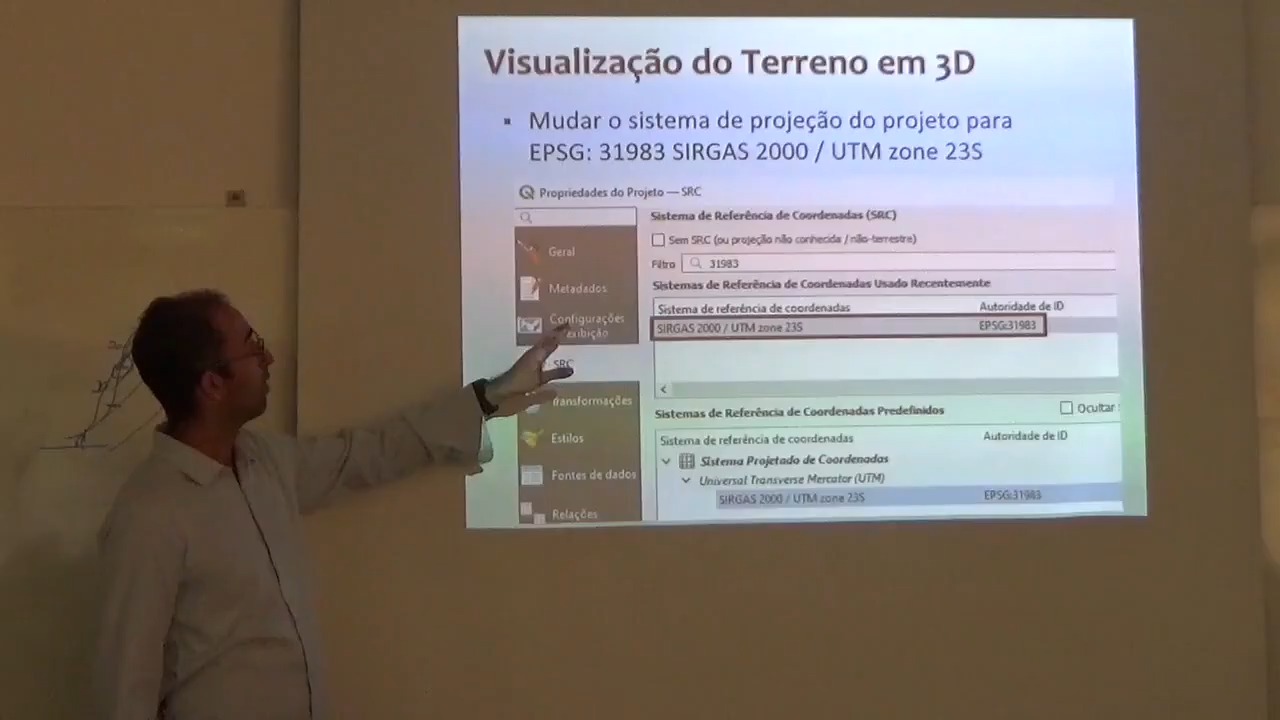 Visualização do Terreno em 3D
▪ Mudar o sistema de projeção do projeto para
EPSG: 31983 SIRGAS 2000 / UTM zone 23S
Propriedades do Projeto — SRC
Geral
Metadados
Configurações
exibição
SRC
Transformações
Estilos
Fontes de dados
Relações
Sistema de Referência de Coordenadas (SRC)
Sem SRC (ou projeção não conhecida / não-terrestre)
Filtro 31983
Sistemas de Referência de Coordenadas Usado Recentemente
Sistema de referência de coordenadas Autoridade de ID
SIRGAS 2000 / UTM zone 23S EPSG:31983
Sistemas de Referência de Coordenadas Predefinidos Ocultar
Sistema de referência de coordenadas Autoridade de ID
Sistema Projetado de Coordenadas
Universal Transverse Mercator (UTM)
SIRGAS 2000 / UTM zone 23S EPSG:31983